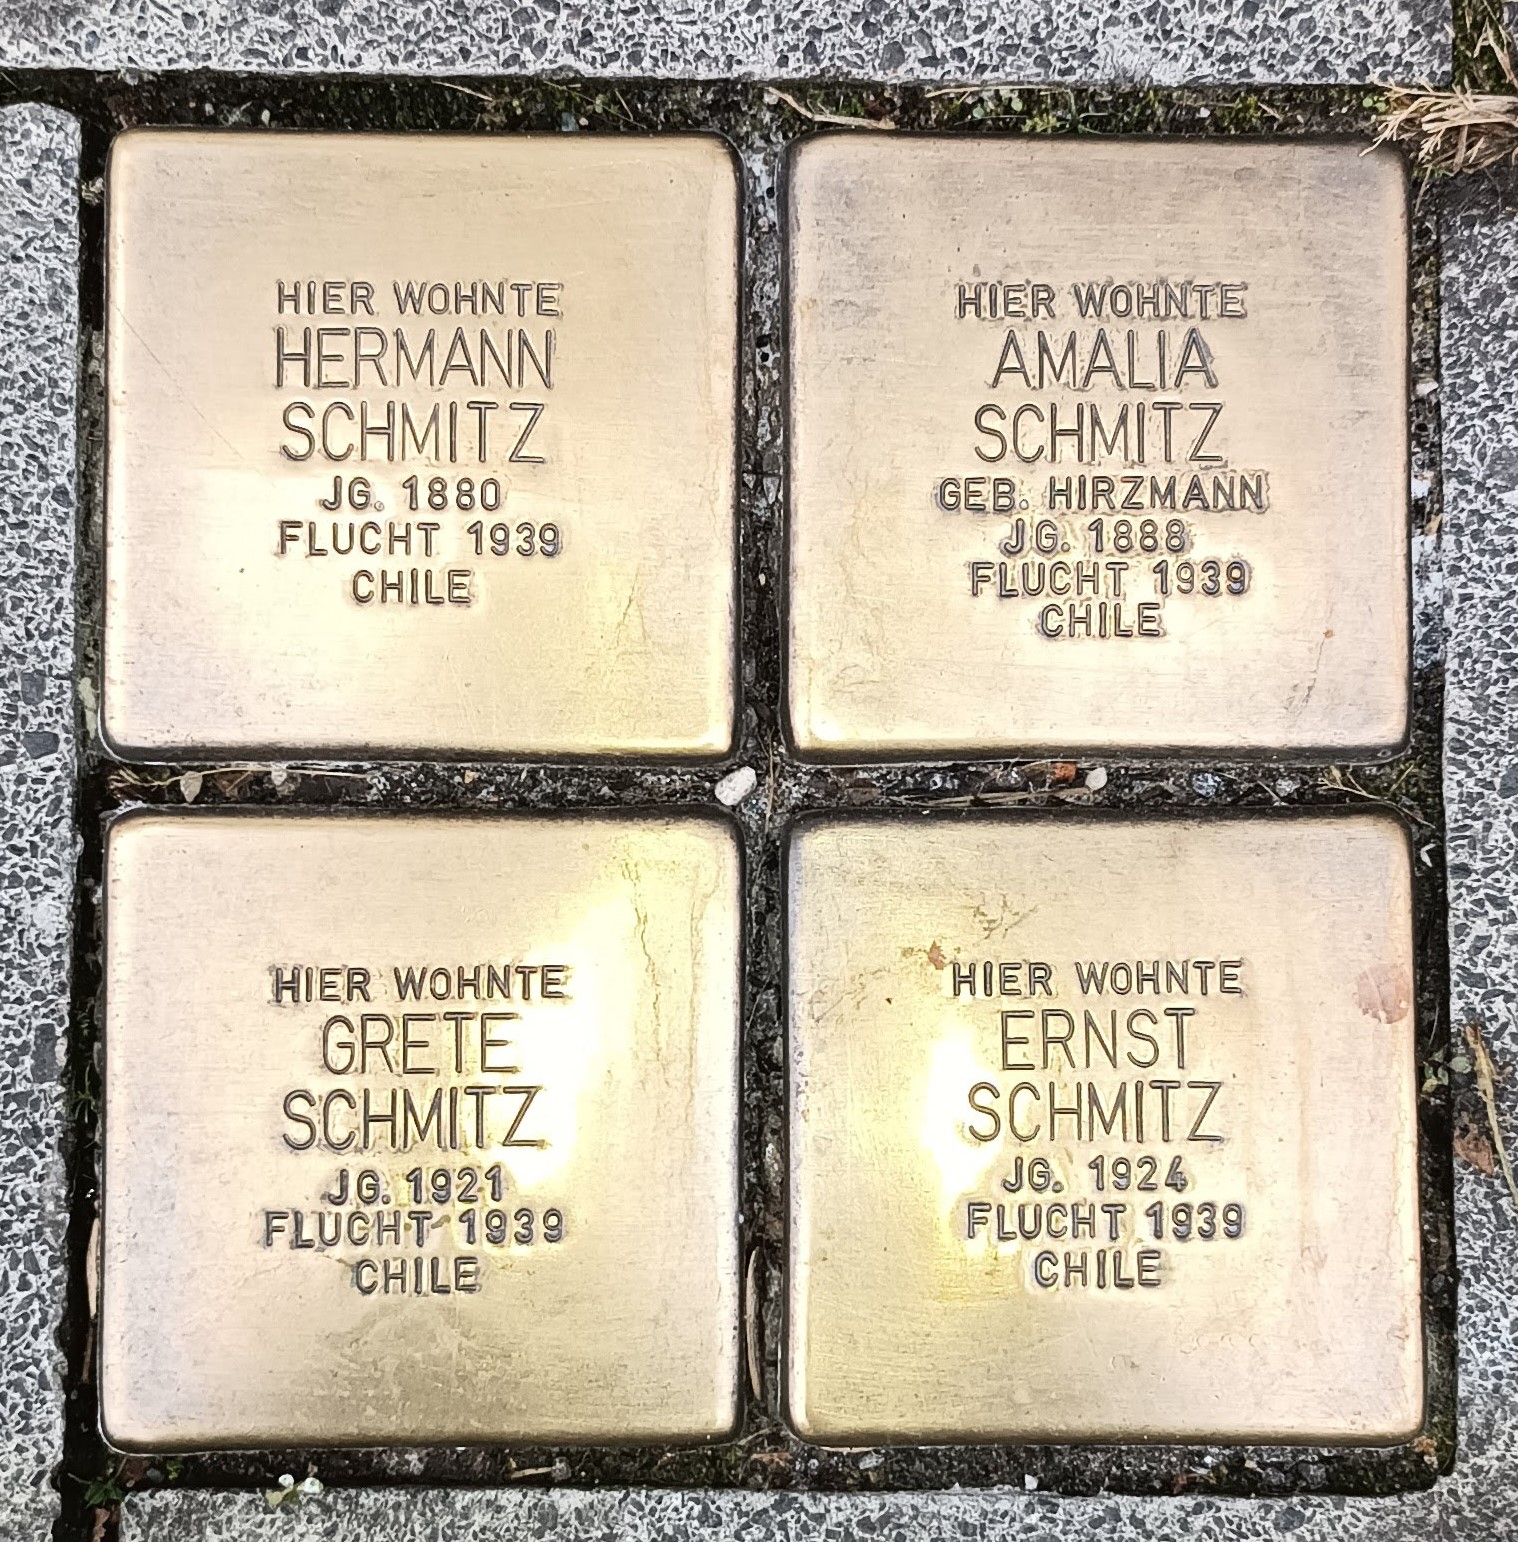 HIER WOHNTE
HERMANN
SCHMITZ
JG. 1880
FLUCHT 1939
CHILE
HIER WOHNTE
AMALIA
SCHMITZ
GEB. HIRZMANN
JG. 1888
FLUCHT 1939
CHILE
HIER WOHNTE
GRETE
SCHMITZ
JG. 1921
FLUCHT 1939
CHILE
HIER WOHNTE
ERNST
SCHMITZ
JG. 1924
FLUCHT 1939
CHILE